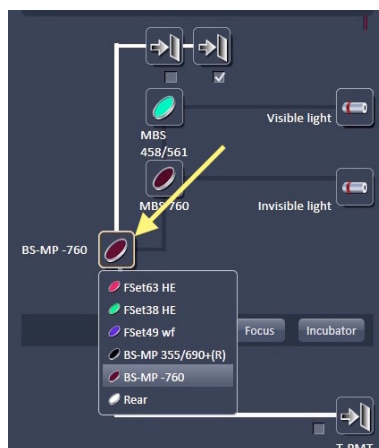 Visible light
MBS
458/561
MBS 760
Invisible light
BS-MP -760
FSet63 HE
FSet38 HE
FSet49 wf
BS-MP 355/690+(R)
BS-MP -760
Rear
Focus
Incubator
T-PMT